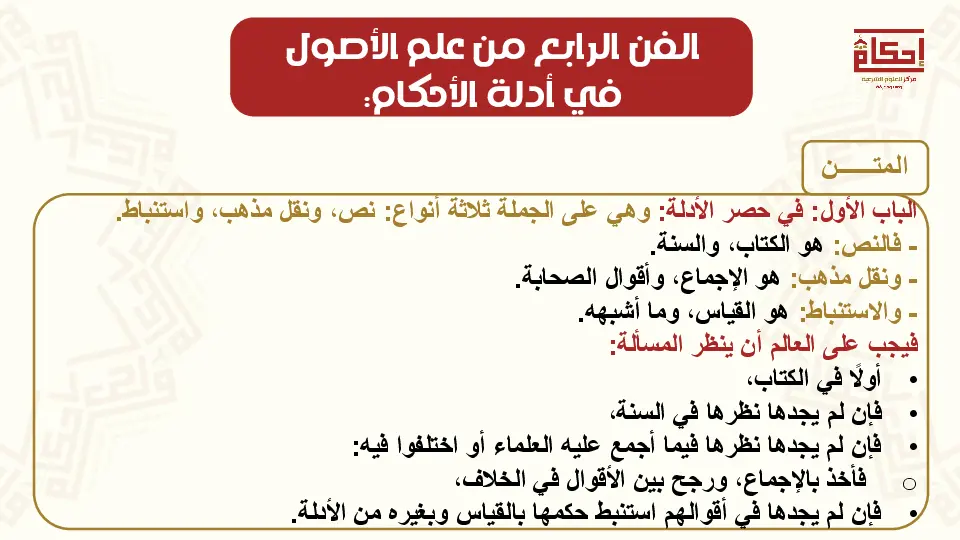 الفن الرابع من علم الأصول
في أدلة الأحكام:
إحكام
مركز للعلوم الشرعية
المتـــــن
الباب الأول: في حصر الأدلة: وهي على الجملة ثلاثة أنواع: نص، ونقل مذهب، واستنباط.
- فالنص: هو الكتاب، والسنة.
- ونقل مذهب: هو الإجماع، وأقوال الصحابة.
- والاستنباط: هو القياس، وما أشبهه.
فيجب على العالم أن ينظر المسألة:
• أولًا في الكتاب،
• فإن لم يجدها نظرها في السنة،
• فإن لم يجدها نظرها فيما أجمع عليه العلماء أو اختلفوا فيه:
○ فأخذ بالإجماع، ورجح بين الأقوال في الخلاف،
• فإن لم يجدها في أقوالهم استنبط حكمها بالقياس وبغيره من الأدلة.